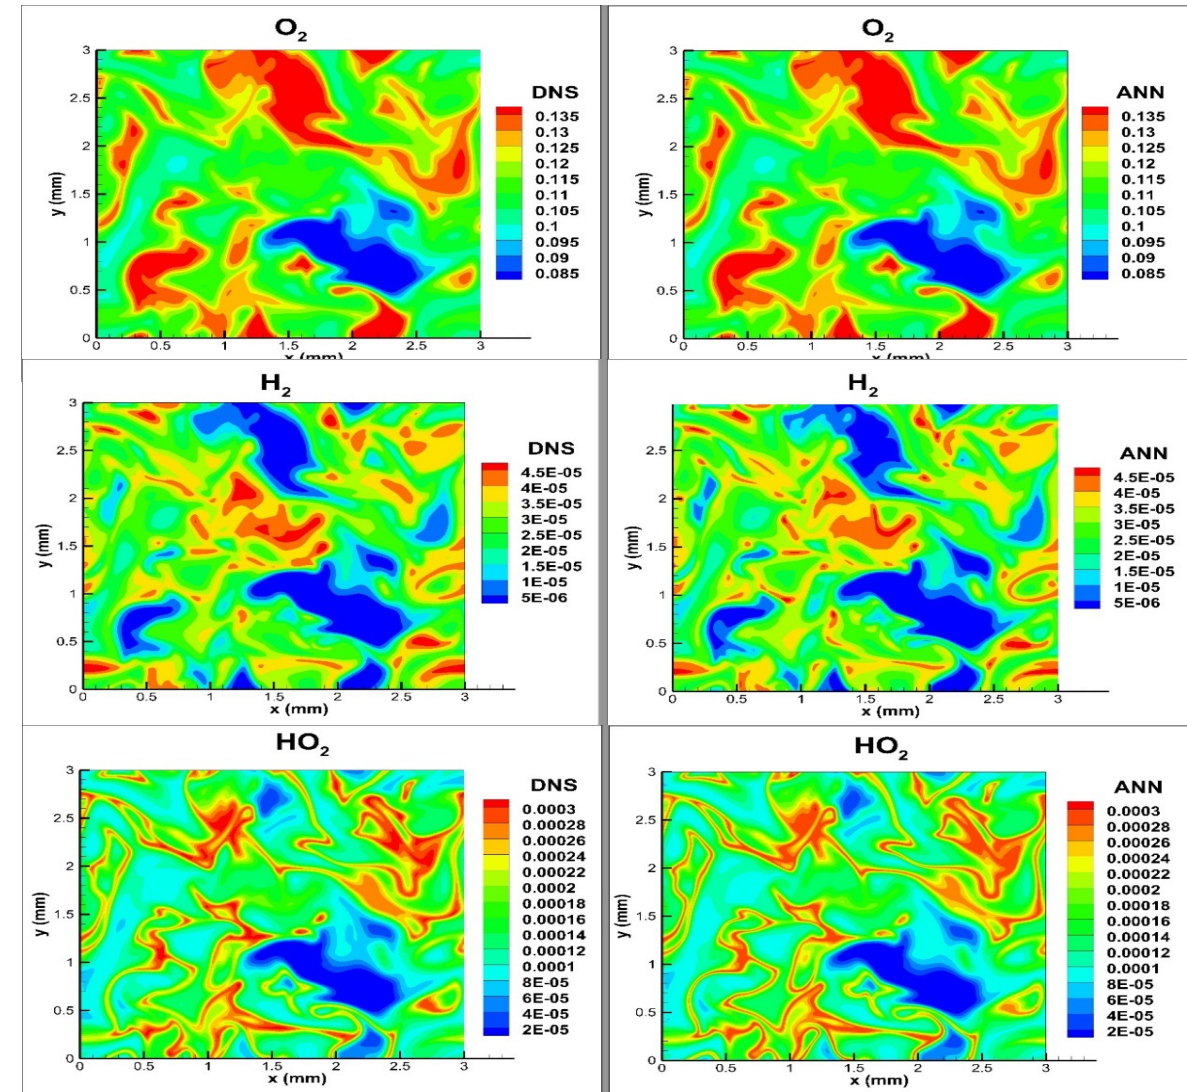 O2
DNS
0.135
0.13
0.125
0.12
0.115
0.11
0.105
0.1
0.095
0.09
0.085
y (mm)
3
2.5
2
1.5
1
0.5
0
0 0.5 1 1.5 2 2.5 3
x (mm)
O2
ANN
0.135
0.13
0.125
0.12
0.115
0.11
0.105
0.1
0.095
0.09
0.085
y (mm)
3
2.5
2
1.5
1
0.5
0
0 0.5 1 1.5 2 2.5 3
x (mm)
H2
DNS
4.5E-05
4E-05
3.5E-05
3E-05
2.5E-05
2E-05
1.5E-05
1E-05
5E-06
y (mm)
3
2.5
2
1.5
1
0.5
0
0 0.5 1 1.5 2 2.5 3
x (mm)
H2
ANN
4.5E-05
4E-05
3.5E-05
3E-05
2.5E-05
2E-05
1.5E-05
1E-05
5E-06
y (mm)
3
2.5
2
1.5
1
0.5
0
0 0.5 1 1.5 2 2.5 3
x (mm)
HO2
DNS
0.0003
0.00028
0.00026
0.00024
0.00022
0.0002
0.00018
0.00016
0.00014
0.00012
0.0001
8E-05
6E-05
4E-05
2E-05
y (mm)
3
2.5
2
1.5
1
0.5
0
0 0.5 1 1.5 2 2.5 3
x (mm)
HO2
ANN
0.0003
0.00028
0.00026
0.00024
0.00022
0.0002
0.00018
0.00016
0.00014
0.00012
0.0001
8E-05
6E-05
4E-05
2E-05
y (mm)
3
2.5
2
1.5
1
0.5
0
0 0.5 1 1.5 2 2.5 3
x (mm)